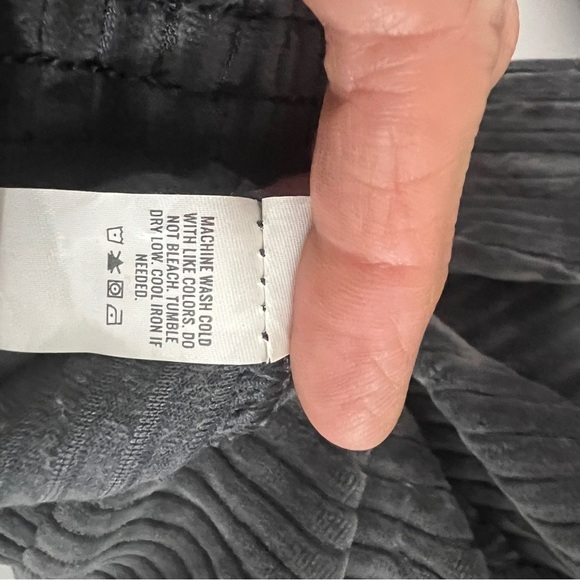 MACHINE WASH COLD
WITH LIKE COLORS. DO
NOT BLEACH. TUMBLE
DRY LOW. COOL IRON IF
NEEDED.